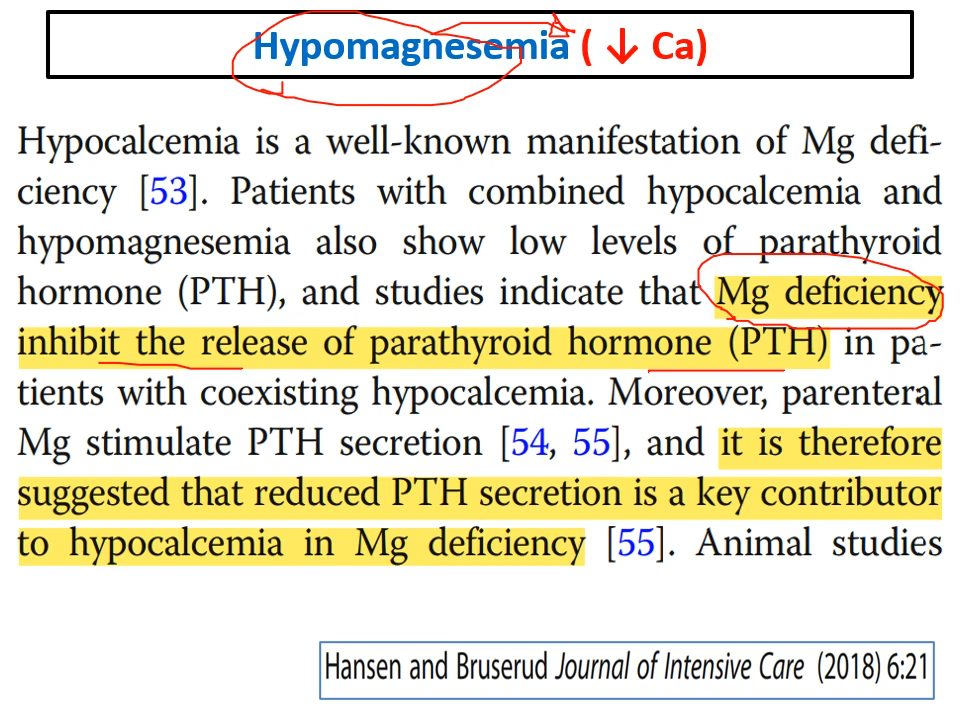 Hypomagnesemia ( ↓ Ca)
Hypocalcemia is a well-known manifestation of Mg defi-
ciency [53]. Patients with combined hypocalcemia and
hypomagnesemia also show low levels of parathyroid
hormone (PTH), and studies indicate that Mg deficiency
inhibit the release of parathyroid hormone (PTH) in pa-
tients with coexisting hypocalcemia. Moreover, parenteral
Mg stimulate PTH secretion [54, 55], and it is therefore
suggested that reduced PTH secretion is a key contributor
to hypocalcemia in Mg deficiency [55]. Animal studies
Hansen and Bruserud Journal of Intensive Care (2018) 6:21